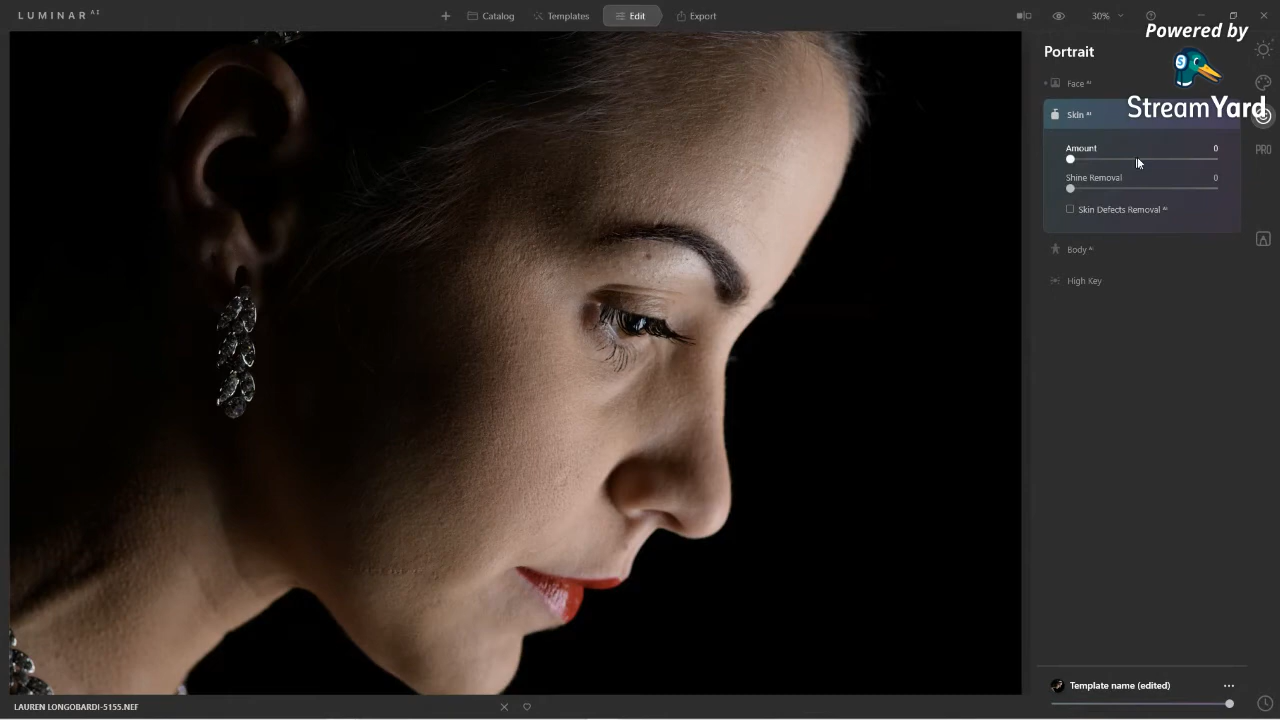 LUMINAR AI
Catalog
Templates
Edit
Export
30%
Powered by
StreamYard
Portrait
Face AI
Skin AI
Amount 0
Shine Removal 0
Skin Defects Removal AI
Body AI
High Key
PRO
Template name (edited)
LAUREN LONGOBARDI-5155.NEF